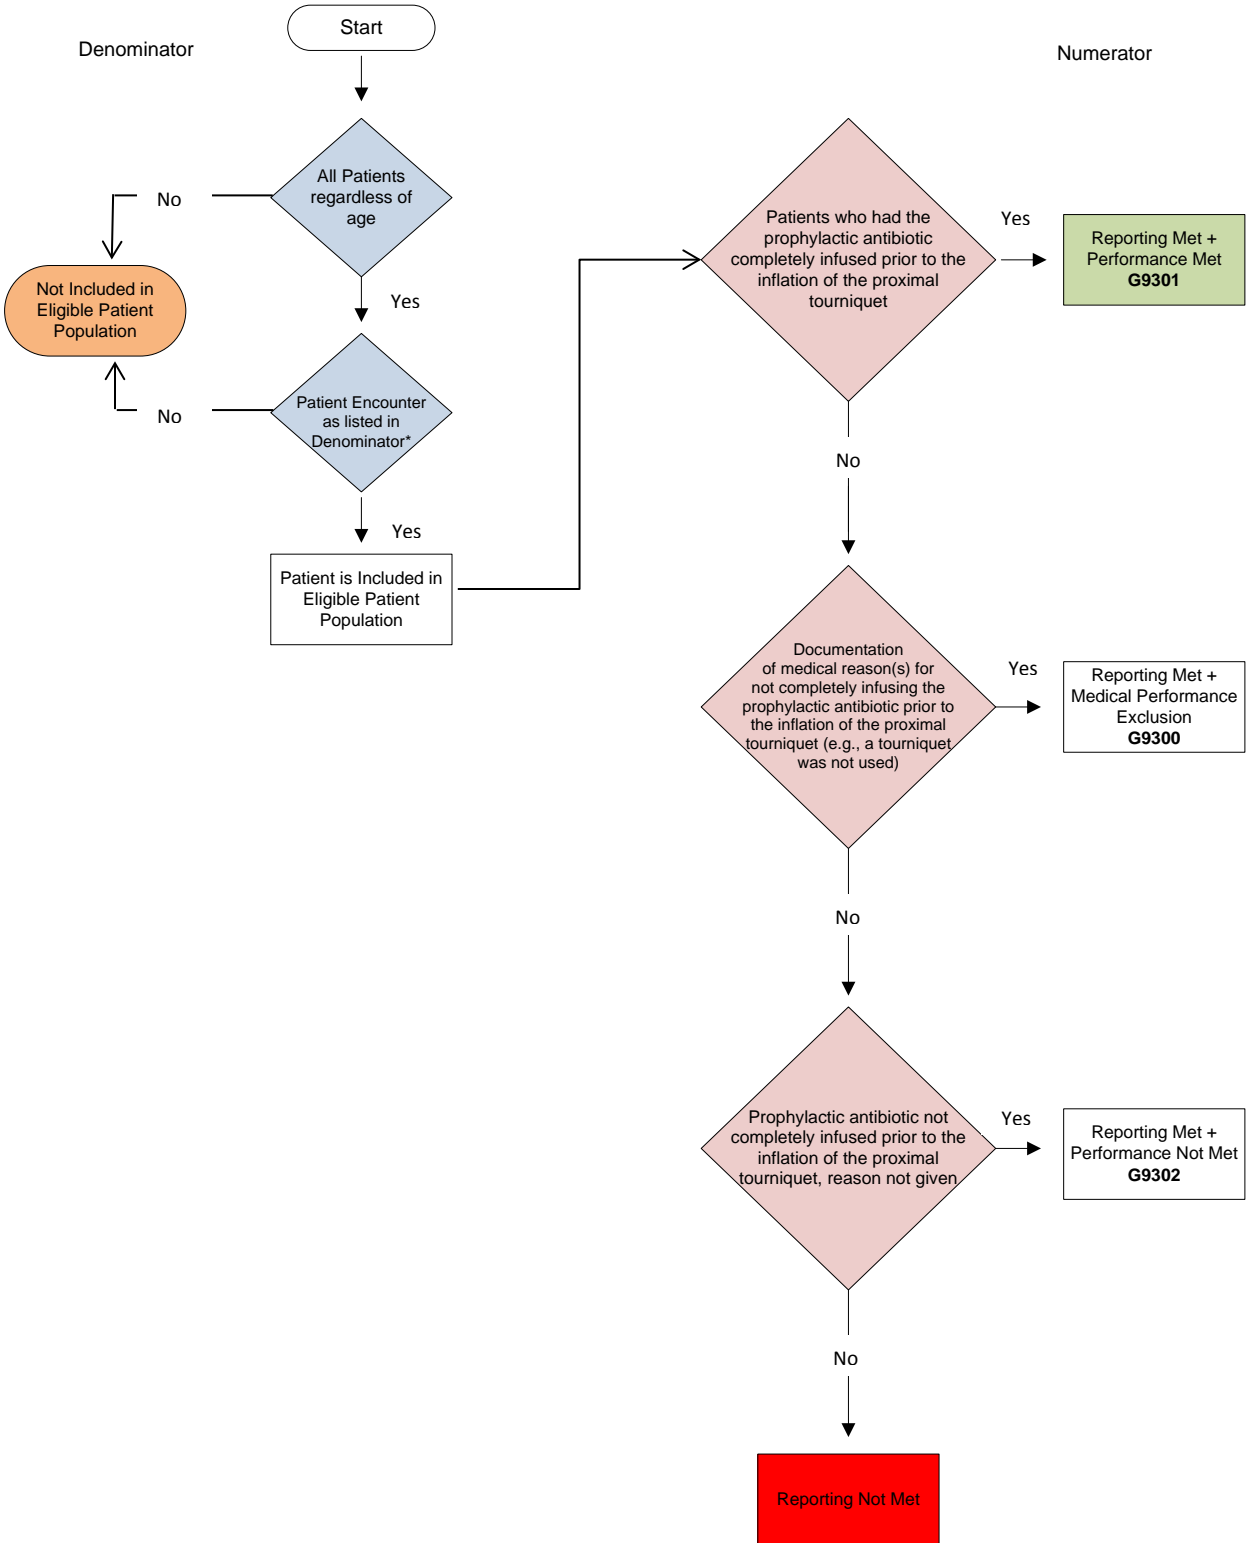 Start
Denominator
Numerator
All Patients
regardless of
age
No
Yes
Not Included in
Eligible Patient
Population
Patient Encounter
as listed in
Denominator*
No
Yes
Patient is Included in
Eligible Patient
Population
Patients who had the
prophylactic antibiotic
completely infused prior to the
inflation of the proximal
tourniquet
Yes
Reporting Met +
Performance Met
G9301
No
Documentation
of medical reason(s) for
not completely infusing the
prophylactic antibiotic prior to
the inflation of the proximal
tourniquet (e.g., a tourniquet
was not used)
Yes
Reporting Met +
Medical Performance
Exclusion
G9300
No
Prophylactic antibiotic not
completely infused prior to the
inflation of the proximal
tourniquet, reason not given
Yes
Reporting Met +
Performance Not Met
G9302
No
Reporting Not Met